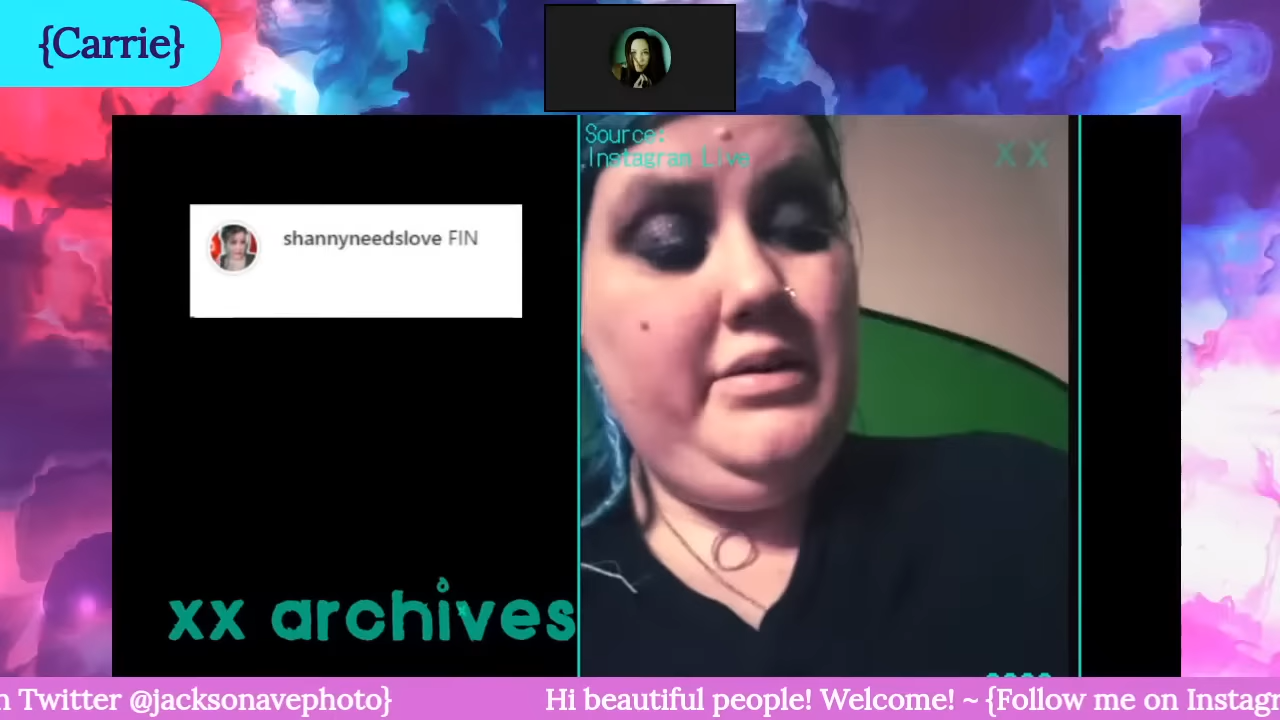 {Carrie}
Source:
Instagram Live
X X
shannyneedslove FIN
xx archives
n Twitter @jacksonavephoto} Hi beautiful people! Welcome! ~ {Follow me on Instagr